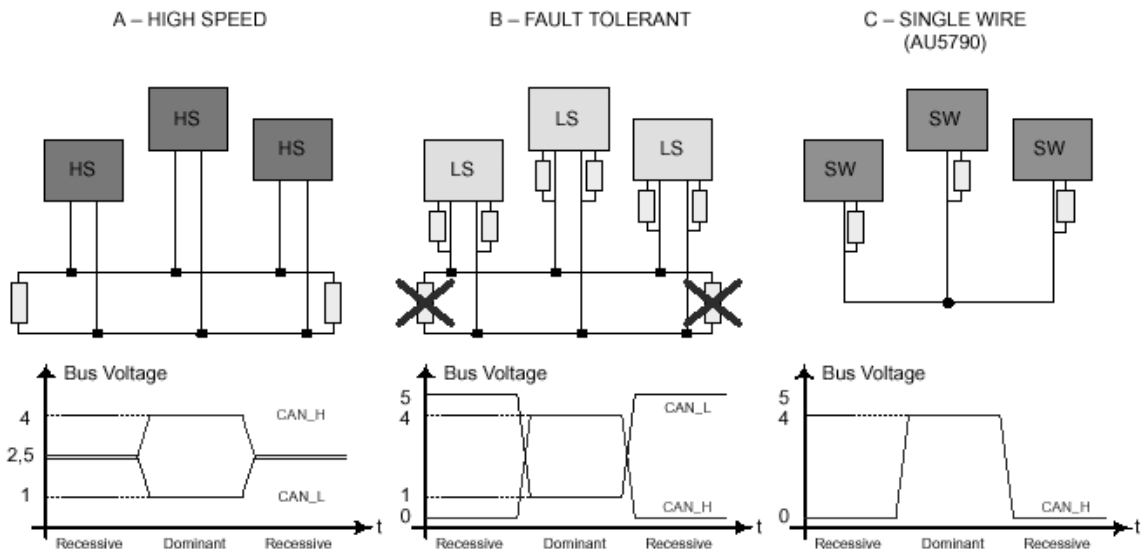 A – HIGH SPEED
B – FAULT TOLERANT
C – SINGLE WIRE
(AU5790)
HS
HS
HS
LS
LS
LS
SW
SW
SW
Bus Voltage
4
2,5
1
CAN_H
CAN_L
t
Recessive
Dominant
Recessive
Bus Voltage
5
4
1
0
CAN_L
CAN_H
t
Recessive
Dominant
Recessive
Bus Voltage
5
4
0
CAN_H
t
Recessive
Dominant
Recessive